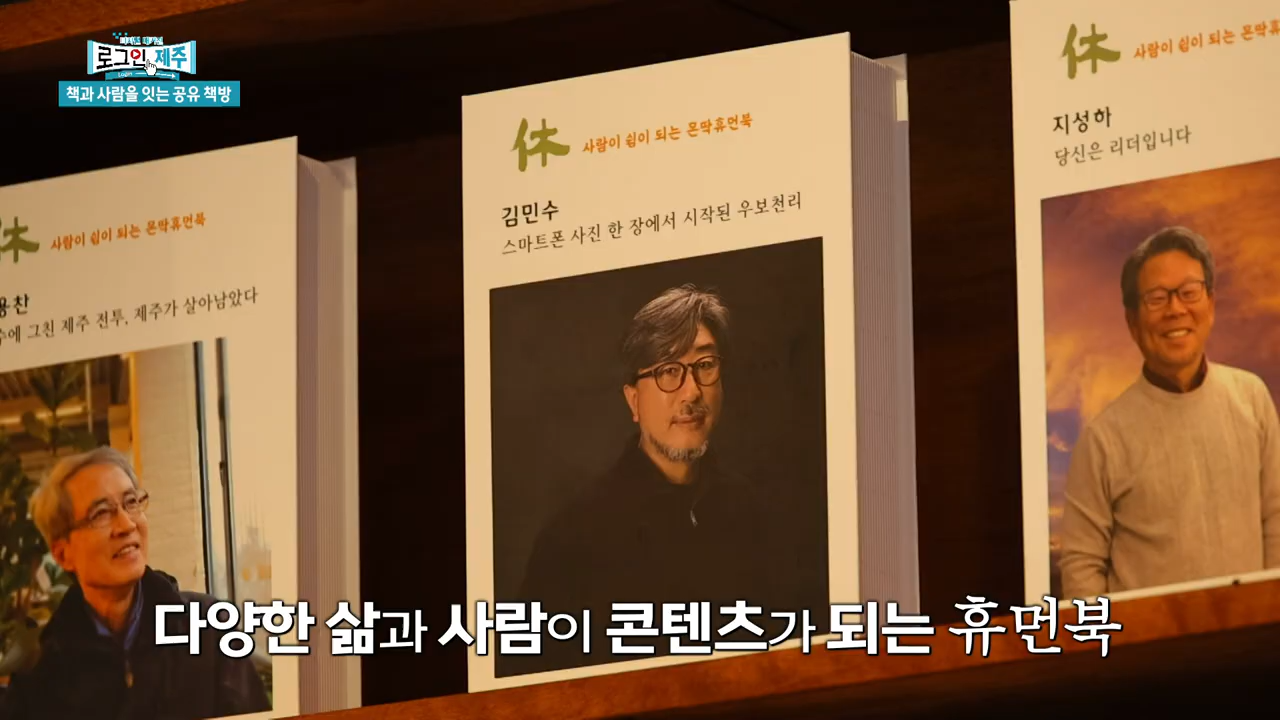 로그인 제주
Login
책과 사람을 잇는 공유 책방
休 사람이 쉼이 되는 몬딱휴먼북
용찬
에 그친 제주 전투, 제주가 살아남았다
休 사람이 쉼이 되는 몬딱휴먼북
김민수
스마트폰 사진 한 장에서 시작된 우보천리
休 사람이 쉼이 되는 몬딱휴
지성하
당신은 리더입니다
다양한 삶과 사람이 콘텐츠가 되는 휴먼북